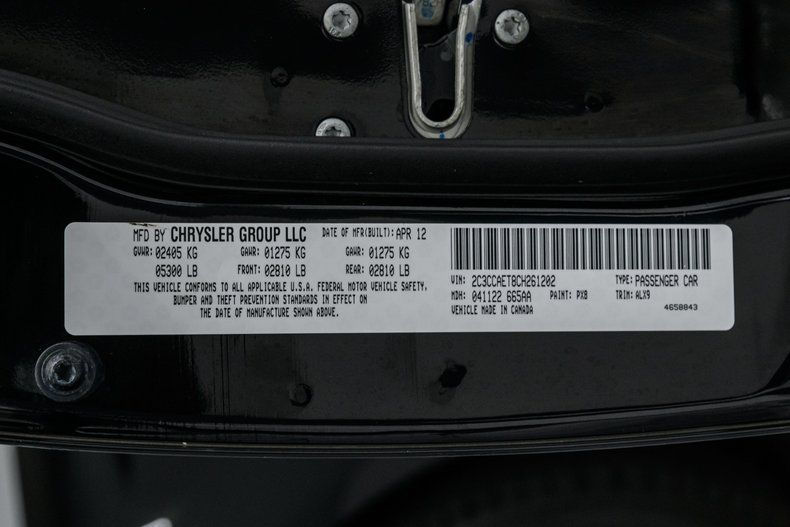 MFD BY CHRYSLER GROUP LLC DATE OF MFR(BUILT): APR 12
GVWR: 02405 KG GAWR: 01275 KG GAWR: 01275 KG
05300 LB FRONT: 02810 LB REAR: 02810 LB
THIS VEHICLE CONFORMS TO ALL APPLICABLE U.S.A. FEDERAL MOTOR VEHICLE SAFETY,
BUMPER AND THEFT PREVENTION STANDARDS IN EFFECT ON
THE DATE OF MANUFACTURE SHOWN ABOVE.
VIN: 2C3CCAET8CH261202 TYPE: PASSENGER CAR
MDH: 041122 665AA PAINT: PX8 TRIM: ALX9
VEHICLE MADE IN CANADA 4658843